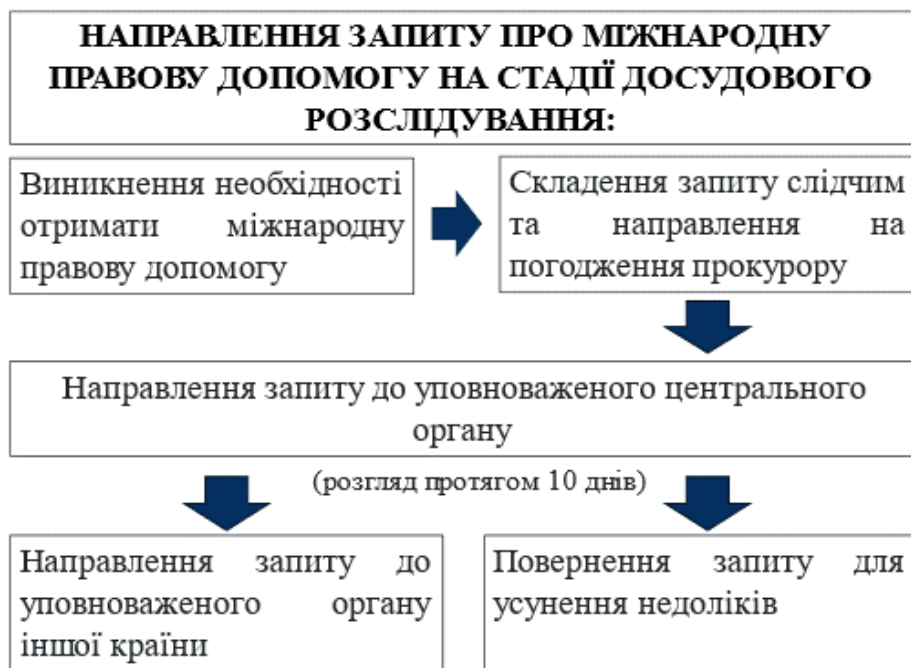 НАПРАВЛЕННЯ ЗАПИТУ ПРО МІЖНАРОДНУ
ПРАВОВУ ДОПОМОГУ НА СТАДІЇ ДОСУДОВОГО
РОЗСЛІДУВАННЯ:
Виникнення необхідності
отримати міжнародну
правову допомогу
Складення запиту слідчим
та направлення на
погодження прокурору
Направлення запиту до уповноваженого центрального
органу
(розгляд протягом 10 днів)
Направлення запиту до
уповноваженого органу
іншої країни
Повернення запиту для
усунення недоліків